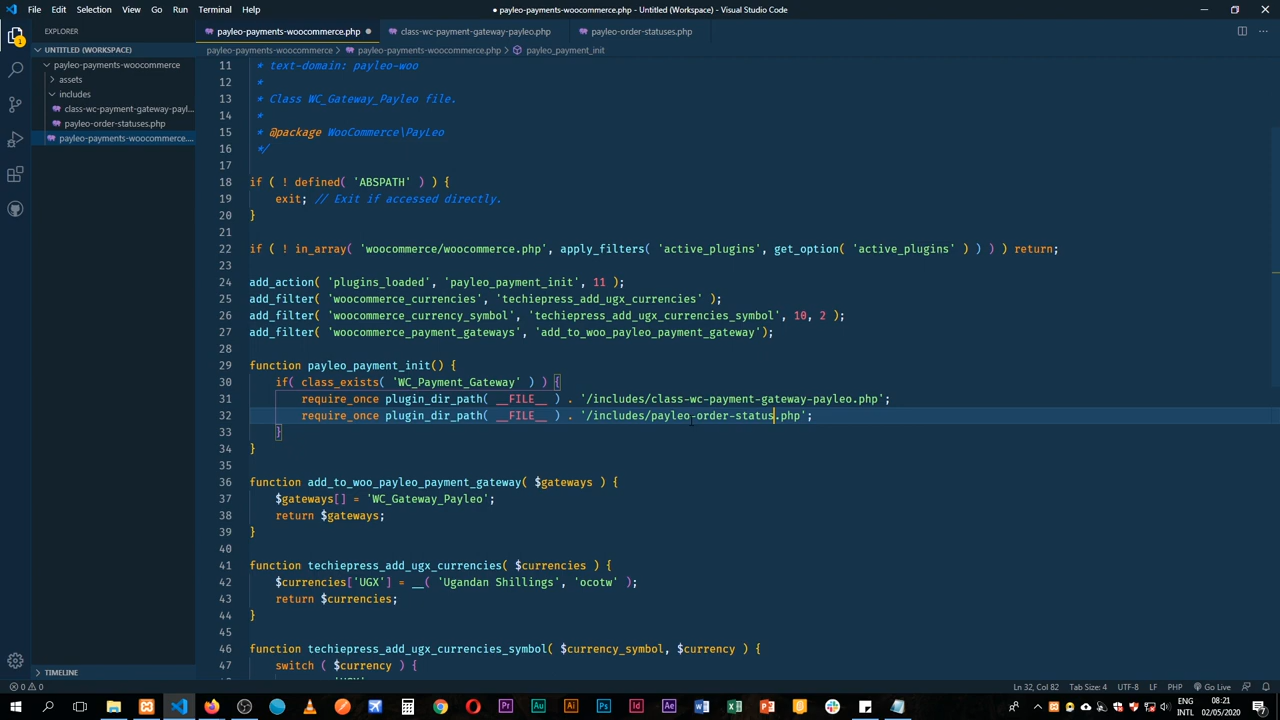 File Edit Selection View Go Run Terminal Help
● payleo-payments-woocommerce.php - Untitled (Workspace) - Visual Studio Code
EXPLORER
UNTITLED (WORKSPACE)
payleo-payments-woocommerce
assets
includes
class-wc-payment-gateway-payl...
payleo-order-statuses.php
payleo-payments-woocommerce....
TIMELINE
payleo-payments-woocommerce.php ● class-wc-payment-gateway-payleo.php payleo-order-statuses.php
payleo-payments-woocommerce > payleo-payments-woocommerce.php > payleo_payment_init
11 * text-domain: payleo-woo
12 *
13 * Class WC_Gateway_Payleo file.
14 *
15 * @package WooCommerce\PayLeo
16 */
17
18 if ( ! defined( 'ABSPATH' ) ) {
19 exit; // Exit if accessed directly.
20 }
21
22 if ( ! in_array( 'woocommerce/woocommerce.php', apply_filters( 'active_plugins', get_option( 'active_plugins' ) ) ) ) return;
23
24 add_action( 'plugins_loaded', 'payleo_payment_init', 11 );
25 add_filter( 'woocommerce_currencies', 'techiepress_add_ugx_currencies' );
26 add_filter( 'woocommerce_currency_symbol', 'techiepress_add_ugx_currencies_symbol', 10, 2 );
27 add_filter( 'woocommerce_payment_gateways', 'add_to_woo_payleo_payment_gateway');
28
29 function payleo_payment_init() {
30 if( class_exists( 'WC_Payment_Gateway' ) ) {
31 require_once plugin_dir_path( __FILE__ ) . '/includes/class-wc-payment-gateway-payleo.php';
32 require_once plugin_dir_path( __FILE__ ) . '/includes/payleo-order-status.php';
33 }
34 }
35
36 function add_to_woo_payleo_payment_gateway( $gateways ) {
37 $gateways[] = 'WC_Gateway_Payleo';
38 return $gateways;
39 }
40
41 function techiepress_add_ugx_currencies( $currencies ) {
42 $currencies['UGX'] = __( 'Ugandan Shillings', 'ocotw' );
43 return $currencies;
44 }
45
46 function techiepress_add_ugx_currencies_symbol( $currency_symbol, $currency ) {
47 switch ( $currency ) {
0 0 Ln 32, Col 82 Tab Size: 4 UTF-8 LF PHP Go Live
Pr Au Ai Ps Id Ae
ENG
INTL
08:21
02/05/2020